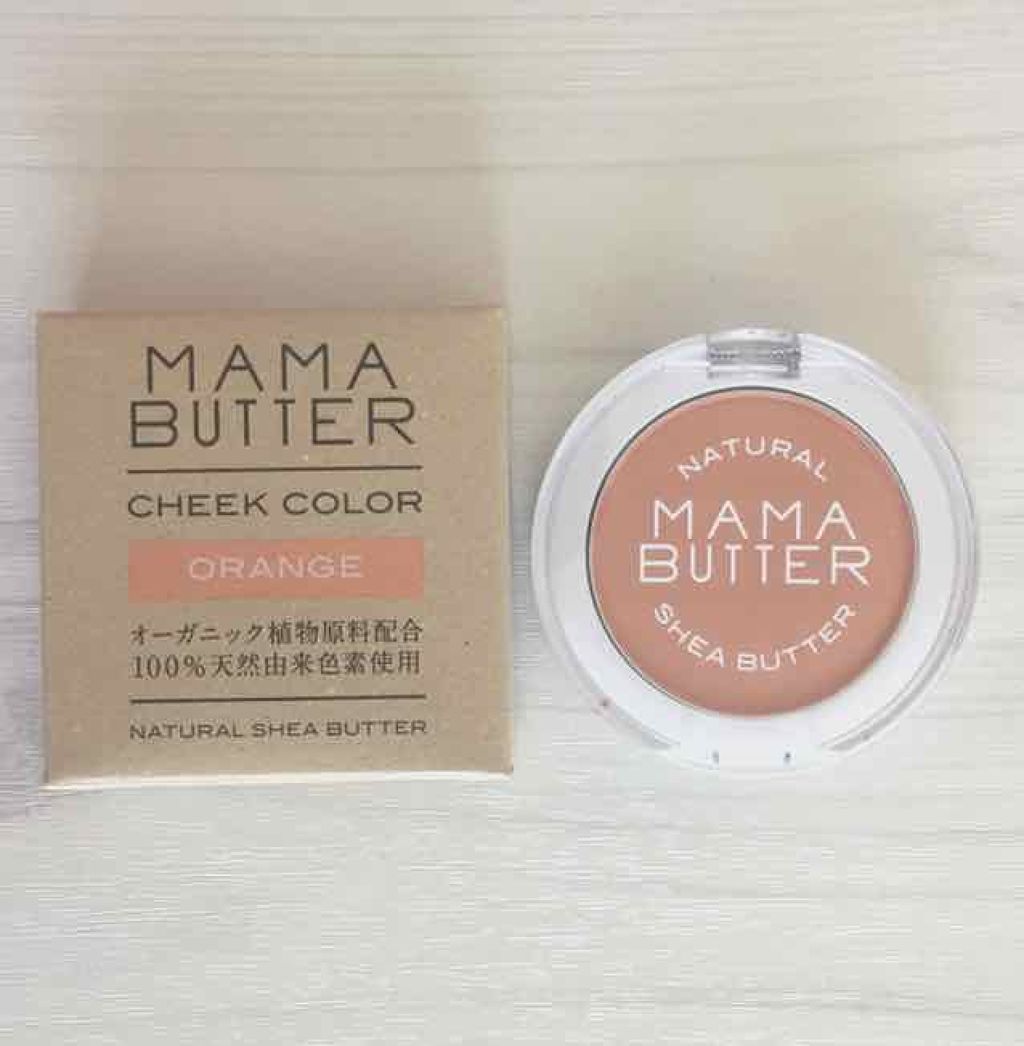 MAMA
BUTTER
CHEEK COLOR
ORANGE
オーガニック植物原料配合
100%天然由来色素使用
NATURAL SHEA BUTTER
NATURAL
MAMA
BUTTER
SHEA BUTTER